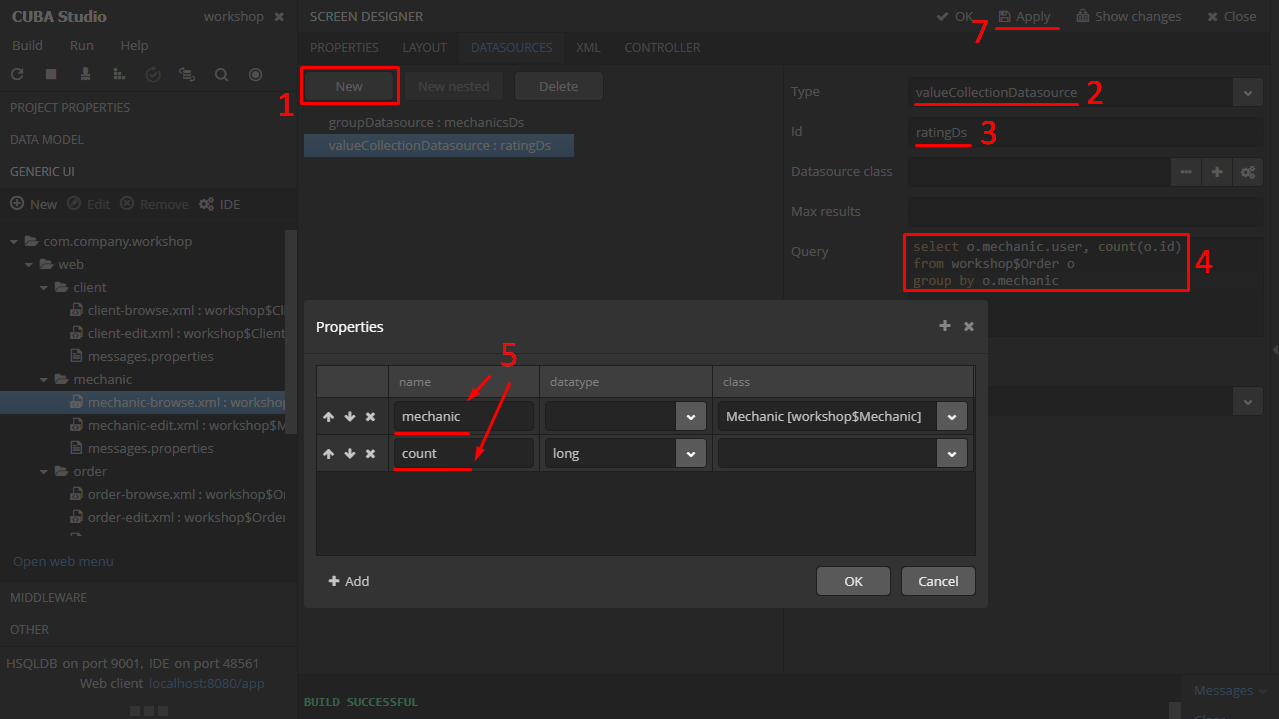 CUBA Studio
workshop
SCREEN DESIGNER
OK
7
Apply
Show changes
Close
Build
Run
Help
PROPERTIES
LAYOUT
DATASOURCES
XML
CONTROLLER
PROJECT PROPERTIES
DATA MODEL
GENERIC UI
New
Edit
Remove
IDE
com.company.workshop
web
client
client-browse.xml : workshop$Cl
client-edit.xml : workshop$Client
messages.properties
mechanic
mechanic-browse.xml : workshop
mechanic-edit.xml : workshop$M
messages.properties
order
order-browse.xml : workshop$Or
order-edit.xml : workshop$Order
Open web menu
MIDDLEWARE
OTHER
HSQLDB on port 9001, IDE on port 48561
Web client localhost:8080/app
1
New
New nested
Delete
groupDatasource : mechanicsDs
valueCollectionDatasource : ratingDs
Type
valueCollectionDatasource
2
Id
ratingDs
3
Datasource class
Max results
Query
select o.mechanic.user, count(o.id)
from workshop$Order o
group by o.mechanic
4
Properties
5
name
datatype
class
mechanic
Mechanic [workshop$Mechanic]
count
long
Add
OK
Cancel
BUILD SUCCESSFUL
Messages